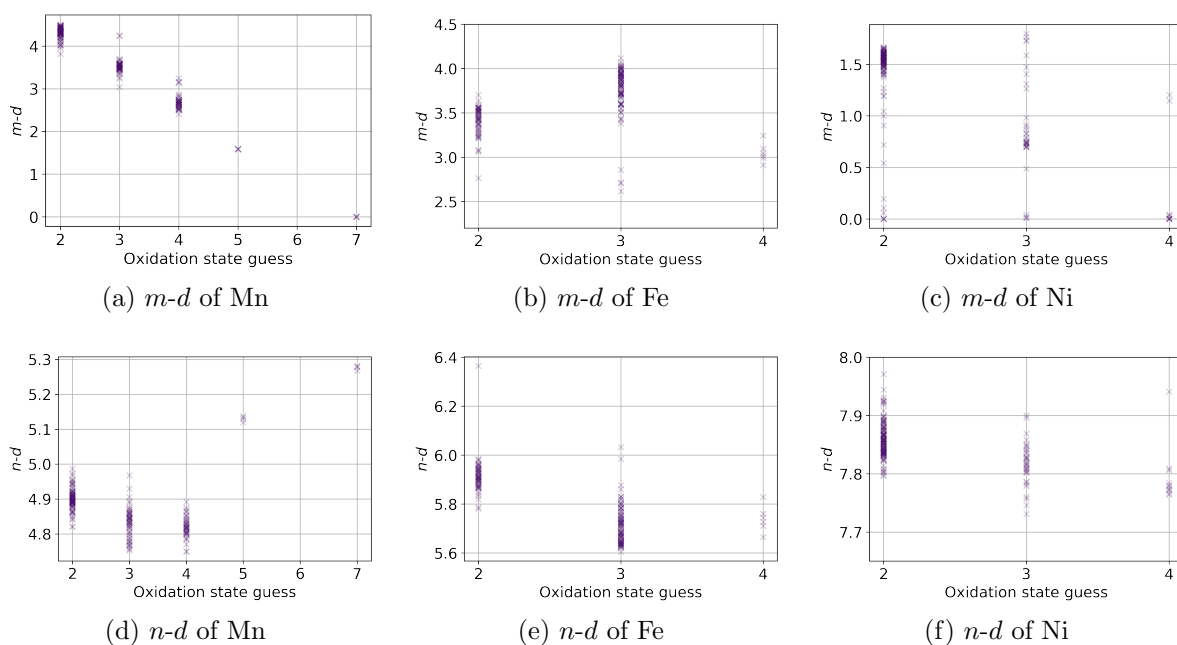 4
3
2
1
0
m-d
2 3 4 5 6 7
Oxidation state guess
(a) m-d of Mn
4.5
4.0
3.5
3.0
2.5
m-d
2 3 4
Oxidation state guess
(b) m-d of Fe
1.5
1.0
0.5
0.0
m-d
2 3 4
Oxidation state guess
(c) m-d of Ni
5.3
5.2
5.1
5.0
4.9
4.8
n-d
2 3 4 5 6 7
Oxidation state guess
(d) n-d of Mn
6.4
6.2
6.0
5.8
5.6
n-d
2 3 4
Oxidation state guess
(e) n-d of Fe
8.0
7.9
7.8
7.7
n-d
2 3 4
Oxidation state guess
(f) n-d of Ni